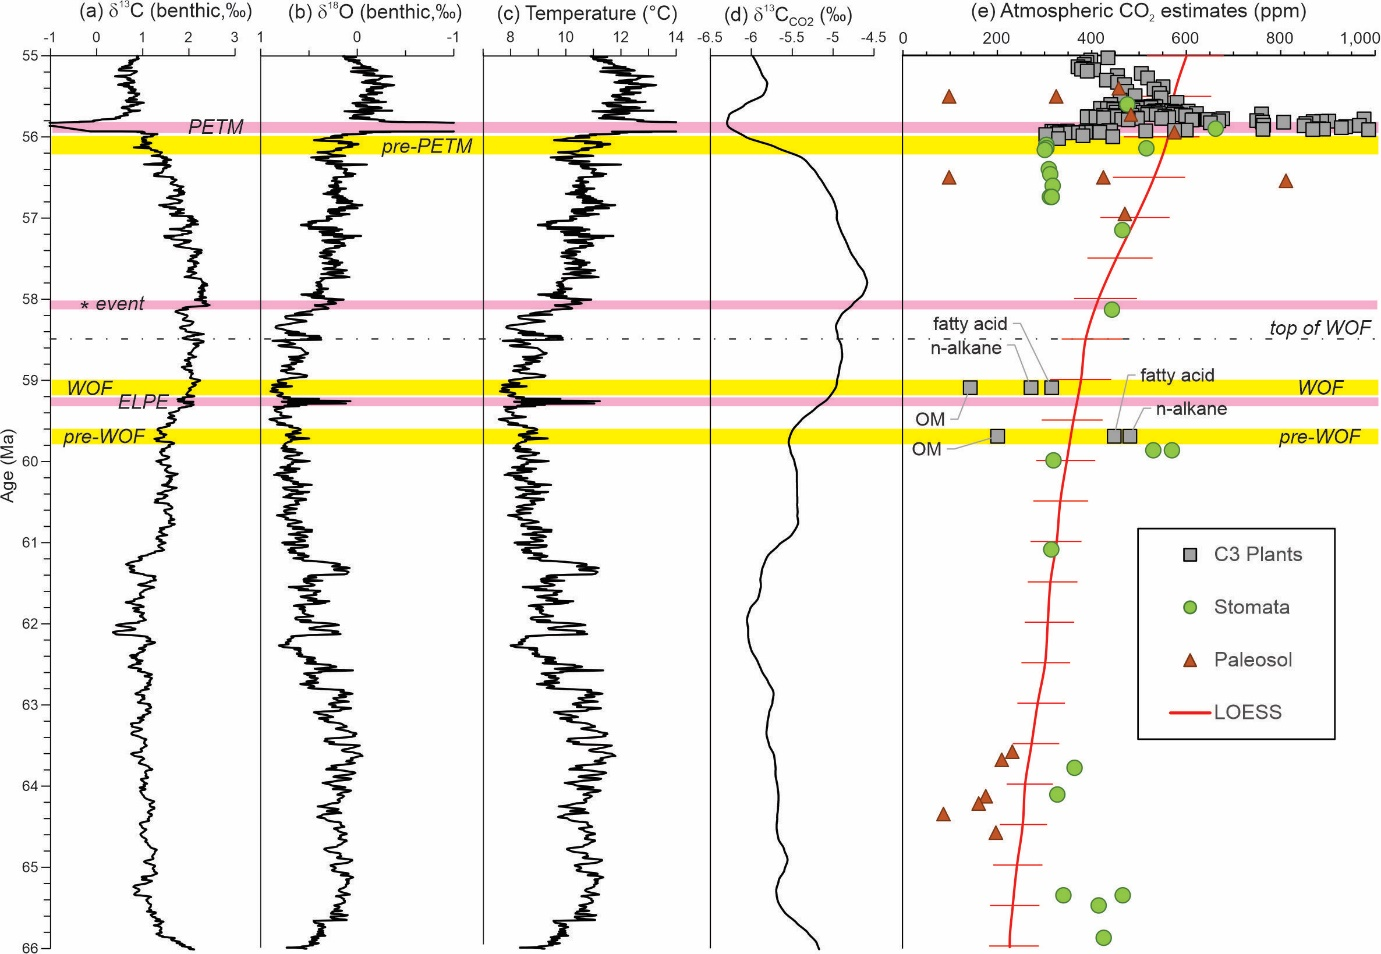 (a) δ¹³C (benthic,‰) (b) δ¹⁸O (benthic,‰) (c) Temperature (°C) (d) δ¹³C_CO2 (‰) (e) Atmospheric CO₂ estimates (ppm)
-1 0 1 2 3 1 0 -1 8 10 12 14 -6.5 -6 -5.5 -5 -4.5 0 200 400 600 800 1,000
55
PETM
56
pre-PETM
57
58
* event
top of WOF
fatty acid
n-alkane
fatty acid
59
WOF
WOF
ELPE
n-alkane
OM
pre-WOF
pre-WOF
OM
60
Age (Ma)
61
C3 Plants
Stomata
62
Paleosol
63
LOESS
64
65
66